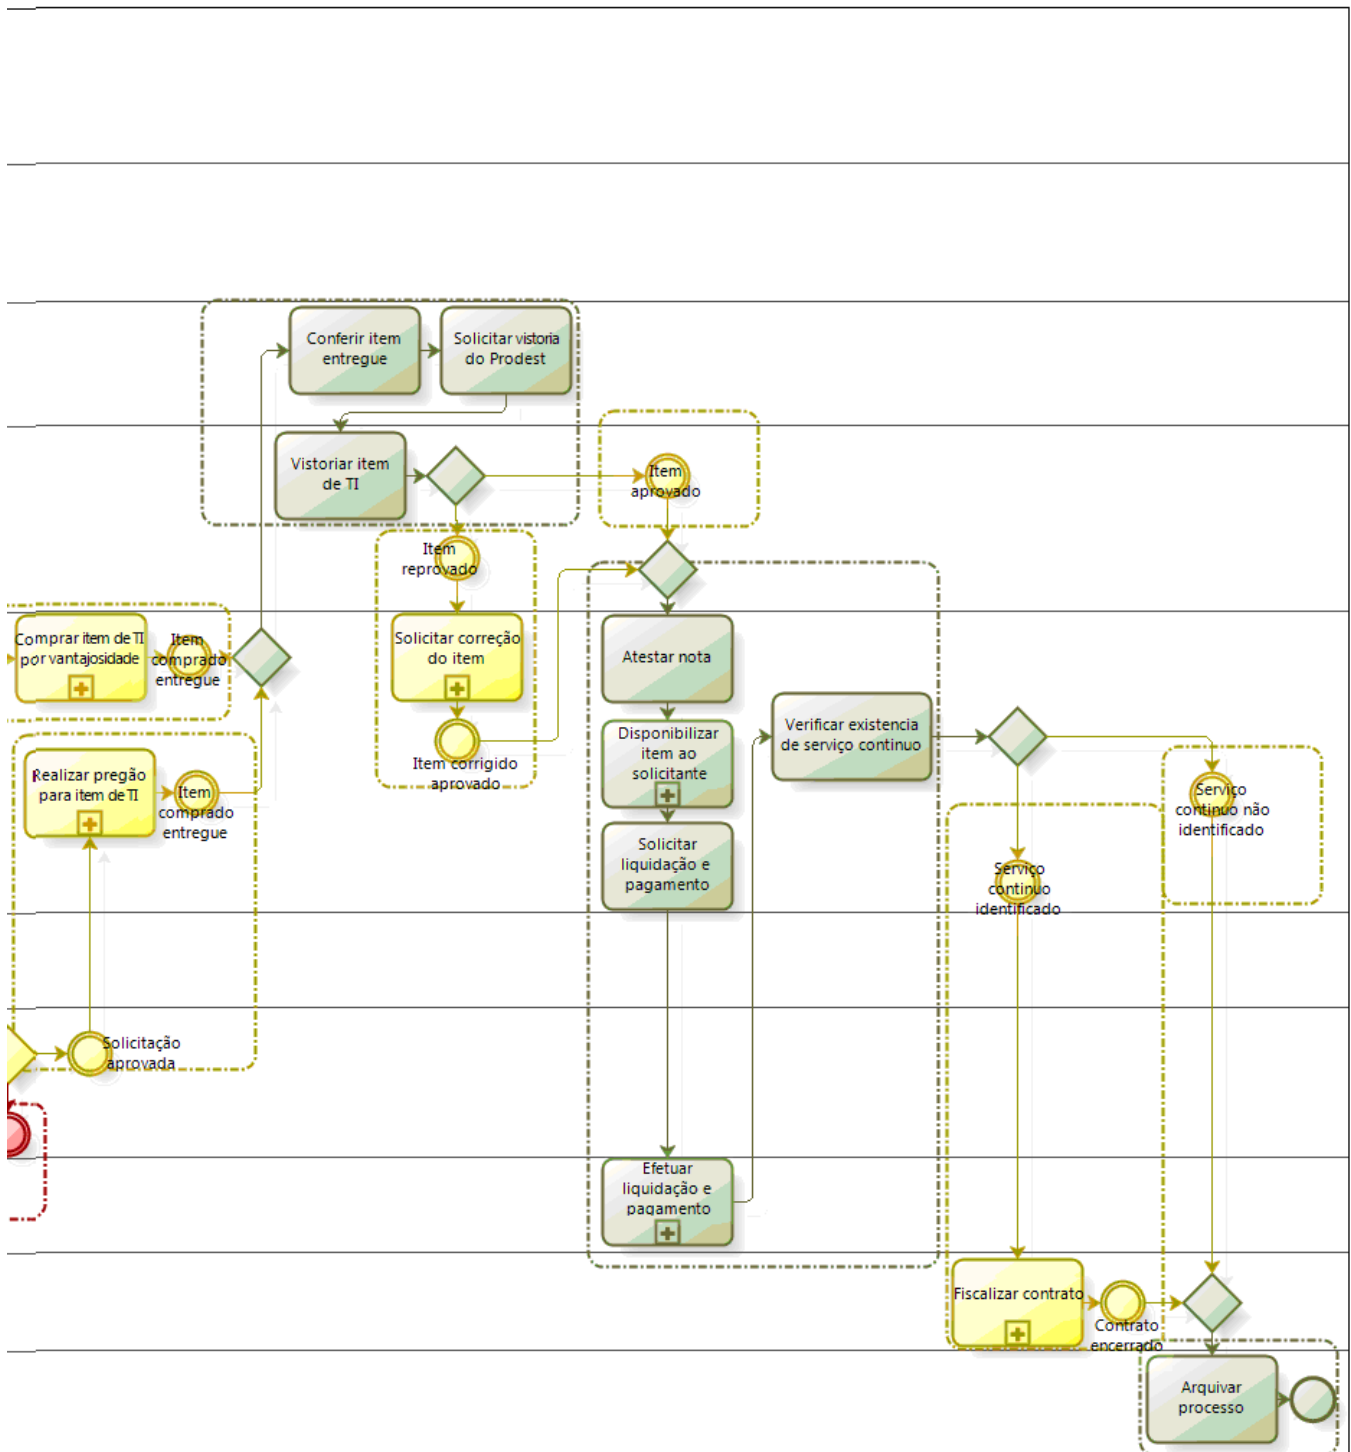 Conferir item
entregue
Solicitar vistoria
do Prodest
Vistoriar item
de TI
Item
aprovado
Item
reprovado
Comprar item de TI
por vantajosidade
Item
comprado
entregue
Solicitar correção
do item
Atestar nota
Item corrigido
aprovado
Disponibilizar
item ao
solicitante
Verificar existencia
de serviço continuo
Realizar pregão
para item de TI
Item
comprado
entregue
Serviço
continuo não
identificado
Solicitar
liquidação e
pagamento
Serviço
continuo
identificado
Solicitação
aprovada
Efetuar
liquidação e
pagamento
Fiscalizar contrato
Contrato
encerrado
Arquivar
processo